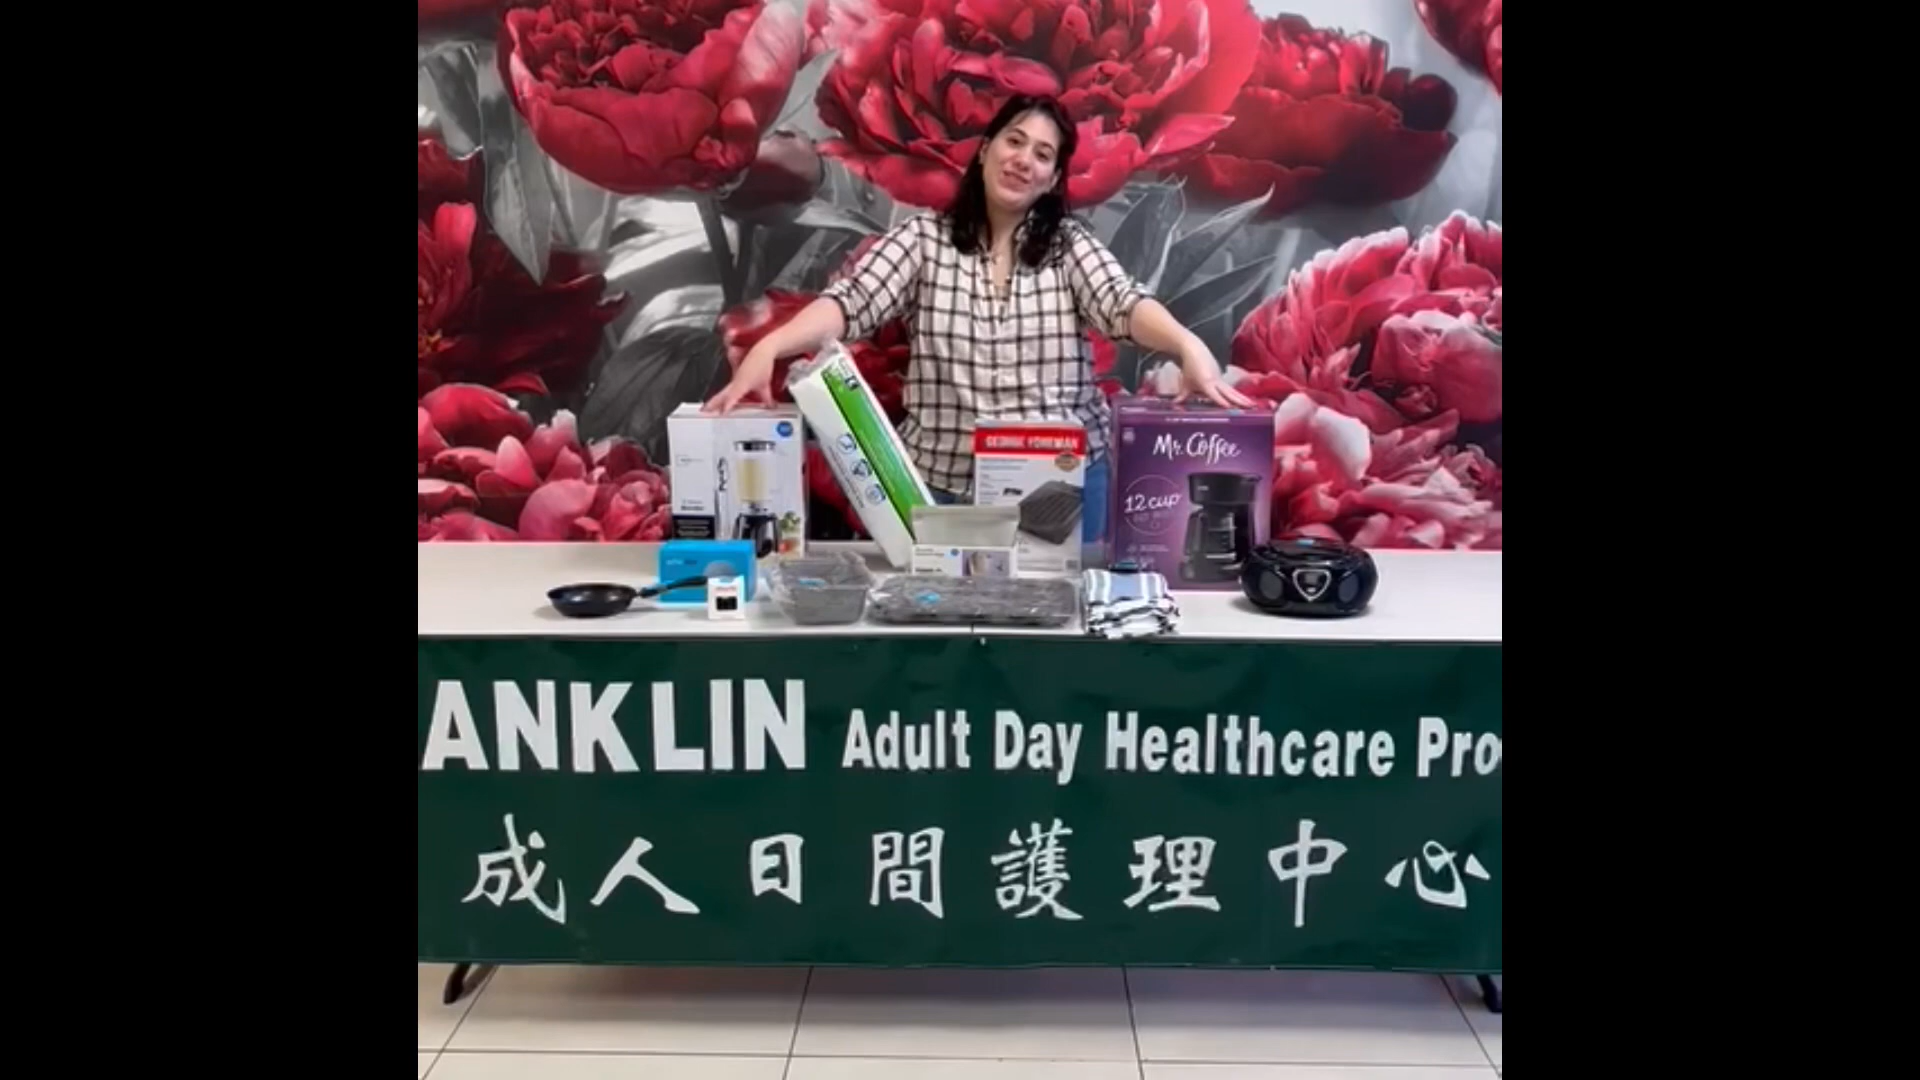 GEORGE FOREMAN
Mr. Coffee
12 cup
ANKLIN Adult Day Healthcare Pro
成人日間護理中心